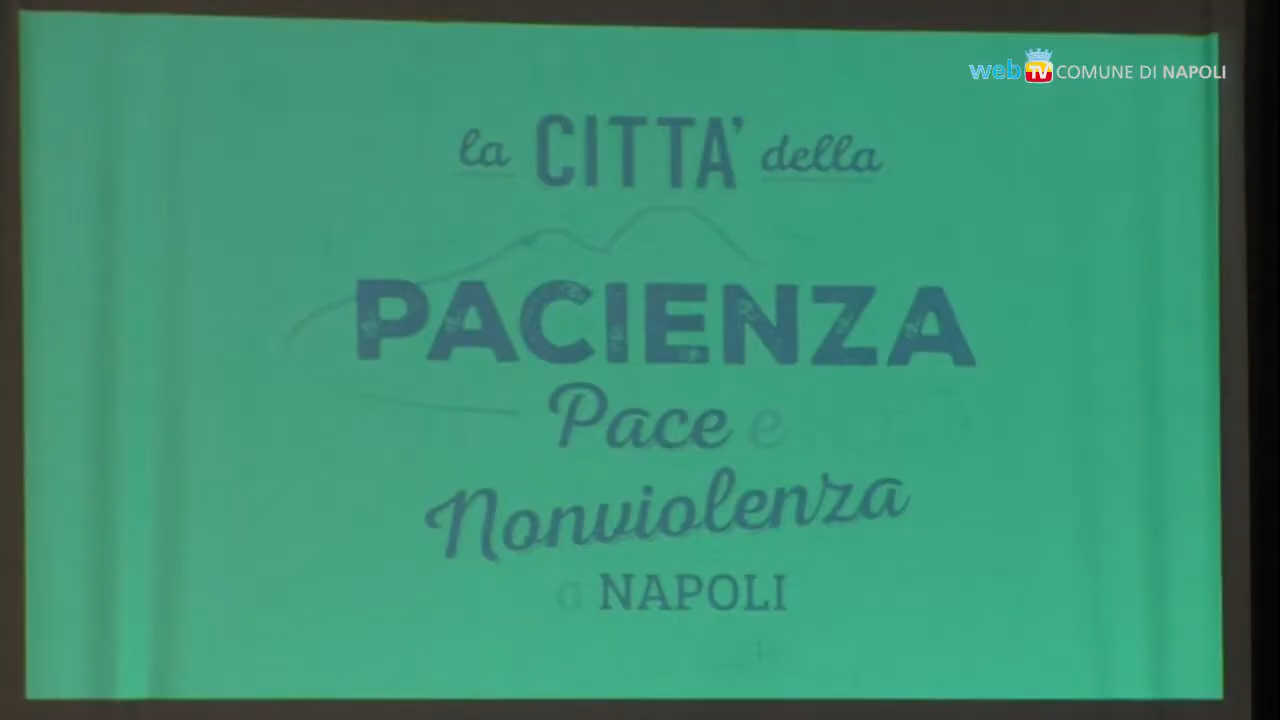 web TV COMUNE DI NAPOLI
la CITTA' della
PACIENZA
Pace e
Nonviolenza
a NAPOLI